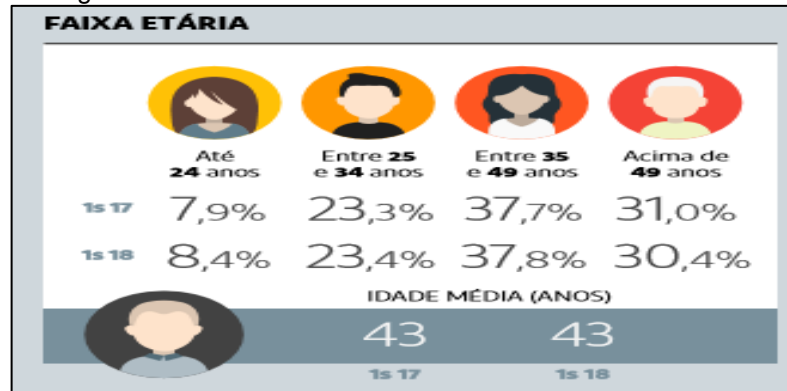 FAIXA ETÁRIA
Até
24 anos
Entre 25
e 34 anos
Entre 35
e 49 anos
Acima de
49 anos
1s 17 7,9% 23,3% 37,7% 31,0%
1s 18 8,4% 23,4% 37,8% 30,4%
IDADE MÉDIA (ANOS)
43 43
1s 17 1s 18